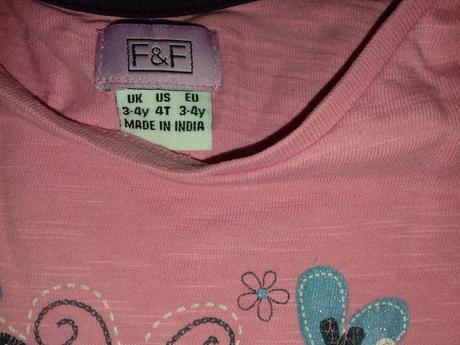 F&F
UK US EU
3-4y 4T 3-4y
MADE IN INDIA